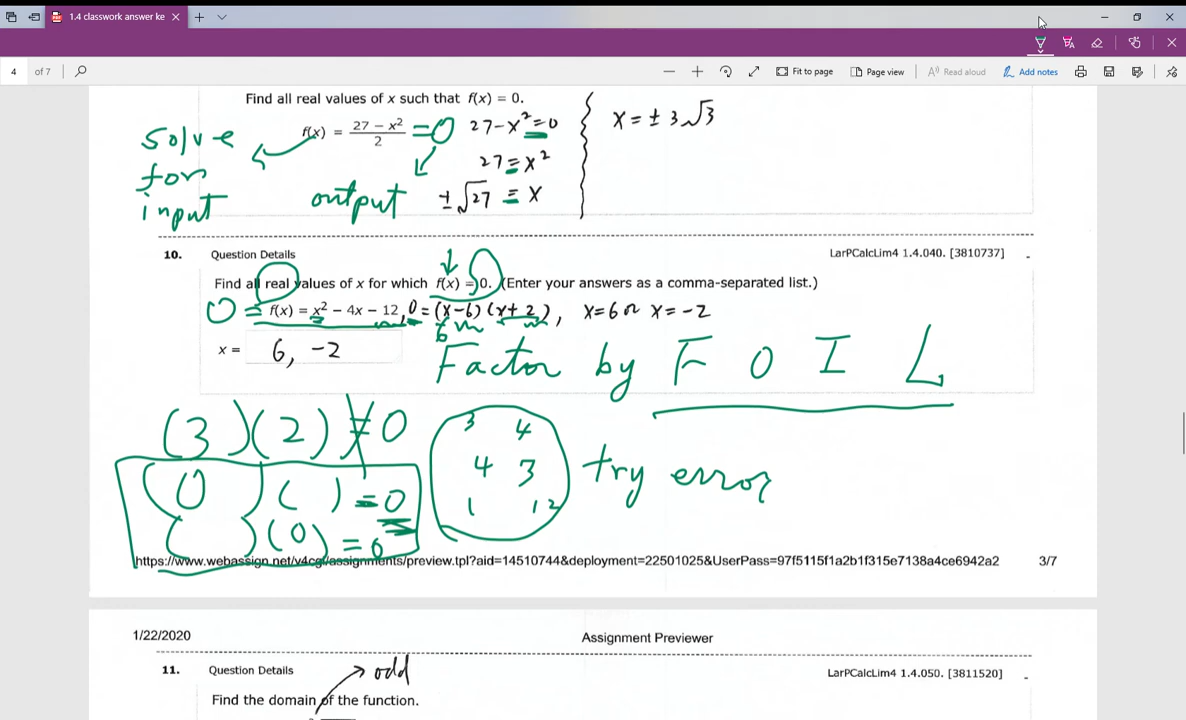 1.4 classwork answer ke
4 of 7 Fit to page Page view Read aloud Add notes
Find all real values of x such that f(x) = 0.
f(x) = 27 − x² / 2 = 0
27 - x² = 0
27 = x²
± √27 = x
x = ± 3√3
solve for input
output
10. Question Details LarPCalcLim4 1.4.040. [3810737]
Find all real values of x for which f(x) = 0. (Enter your answers as a comma-separated list.)
0 = f(x) = x² − 4x − 12, 0 = (x-6)(x+2), x=6 or x=-2
x = 6, -2
Factor by F O I L
(3)(2) ≠ 0
(0)( ) = 0
( )(0) = 0
3 4
4 3
1 12
try error
https://www.webassign.net/v4cgi/assignments/preview.tpl?aid=14510744&deployment=22501025&UserPass=97f5115f1a2b1f315e7138a4ce6942a2 3/7
1/22/2020 Assignment Previewer
11. Question Details odd LarPCalcLim4 1.4.050. [3811520]
Find the domain of the function.